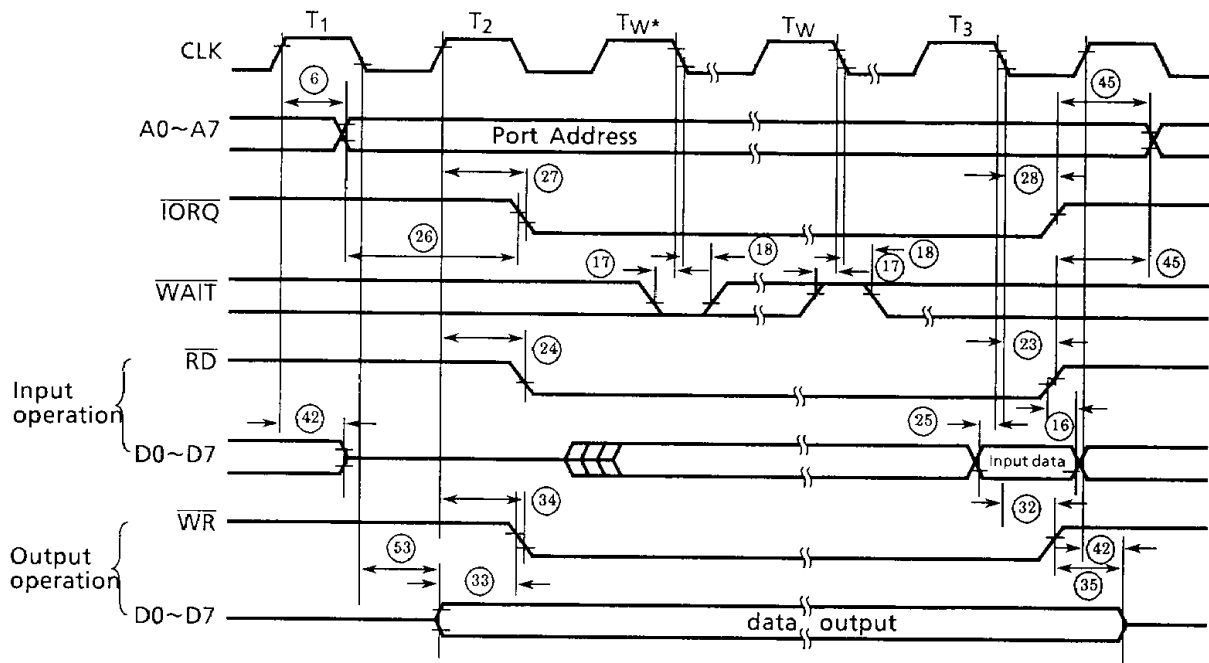 T1 T2 TW* TW T3
CLK
6 45
A0~A7 Port Address
27 28
IORQ
26 18 18
17 17 45
WAIT
24 23
RD
Input operation
42 25 16
D0~D7 Input data
34 32
WR
Output operation
53 33 42
35
D0~D7 data output